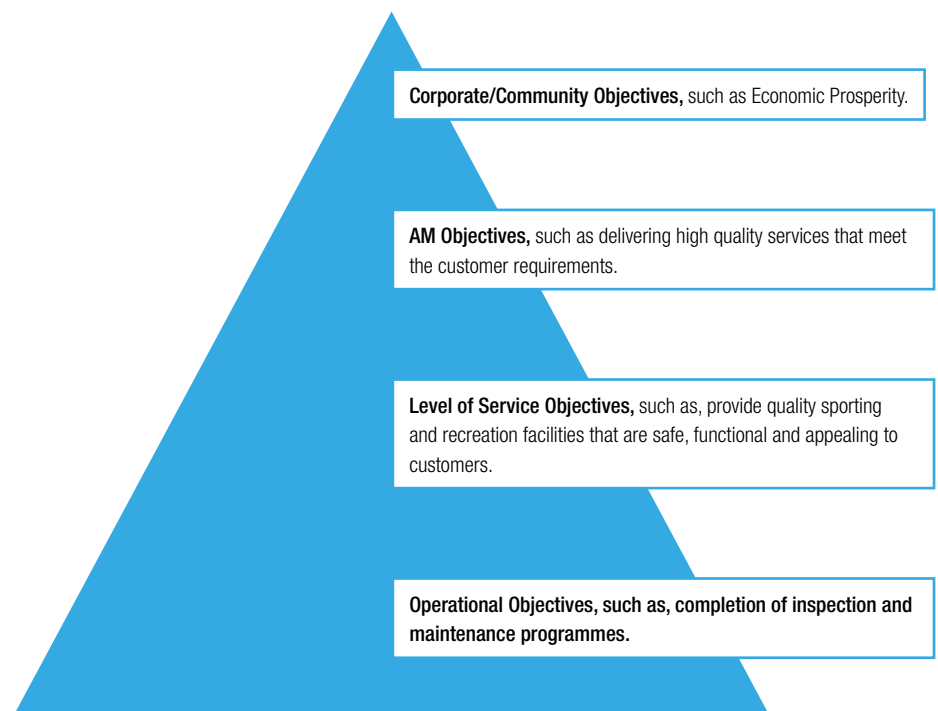 Corporate/Community Objectives, such as Economic Prosperity.
AM Objectives, such as delivering high quality services that meet
the customer requirements.
Level of Service Objectives, such as, provide quality sporting
and recreation facilities that are safe, functional and appealing to
customers.
Operational Objectives, such as, completion of inspection and
maintenance programmes.